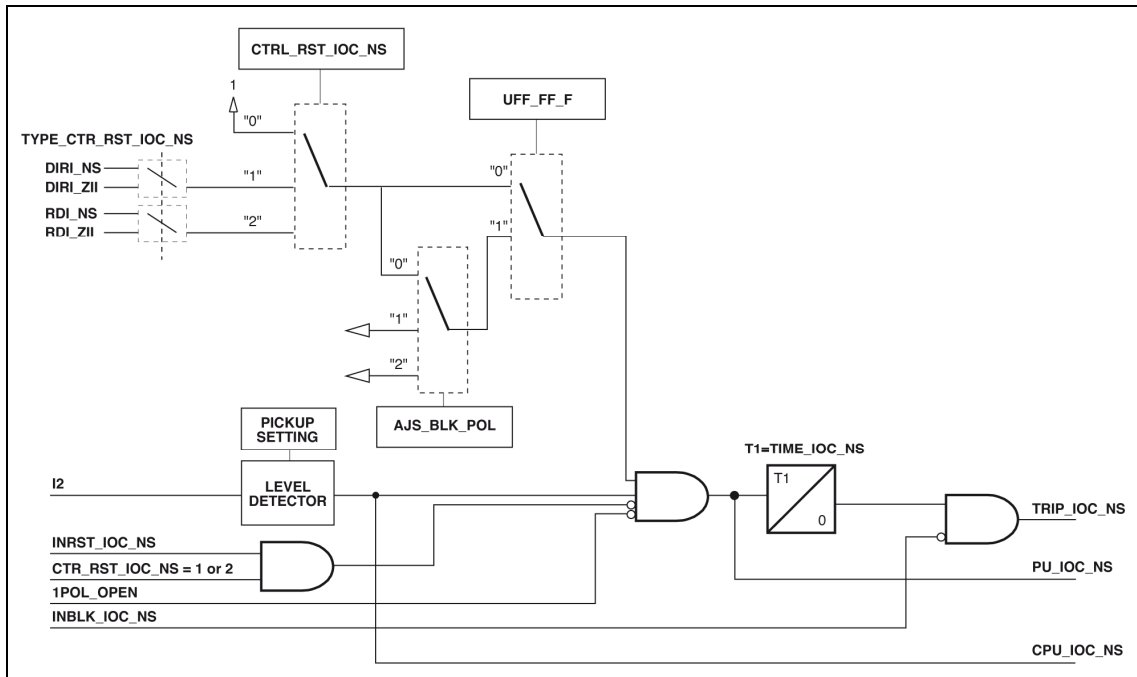 CTRL_RST_IOC_NS
UFF_FF_F
1
"0"
TYPE_CTR_RST_IOC_NS
DIRI_NS
DIRI_ZII
"1"
RDI_NS
RDI_ZII
"2"
"0"
"1"
"0"
"1"
"2"
AJS_BLK_POL
PICKUP
SETTING
LEVEL
DETECTOR
I2
T1=TIME_IOC_NS
T1
0
TRIP_IOC_NS
INRST_IOC_NS
CTR_RST_IOC_NS = 1 or 2
PU_IOC_NS
1POL_OPEN
INBLK_IOC_NS
CPU_IOC_NS